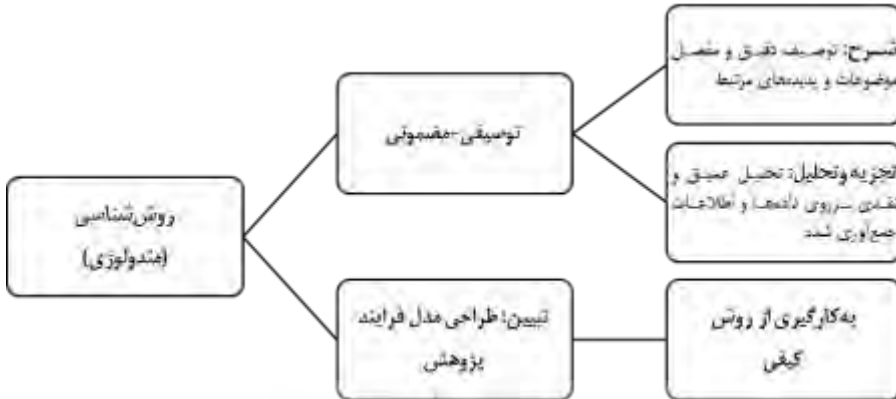 روش‌شناسی
(متدولوژی)
توصیفی-مضمونی
شرح: توصیف دقیق و مفصل
موضوعات و پدیده‌های مرتبط
تجزیه‌وتحلیل: تحلیل عمیق و
نقدی بر روی داده‌ها و اطلاعات
جمع‌آوری شده
تبیین: طراحی مدل فرایند
پژوهش
به‌کارگیری از روش
کیفی